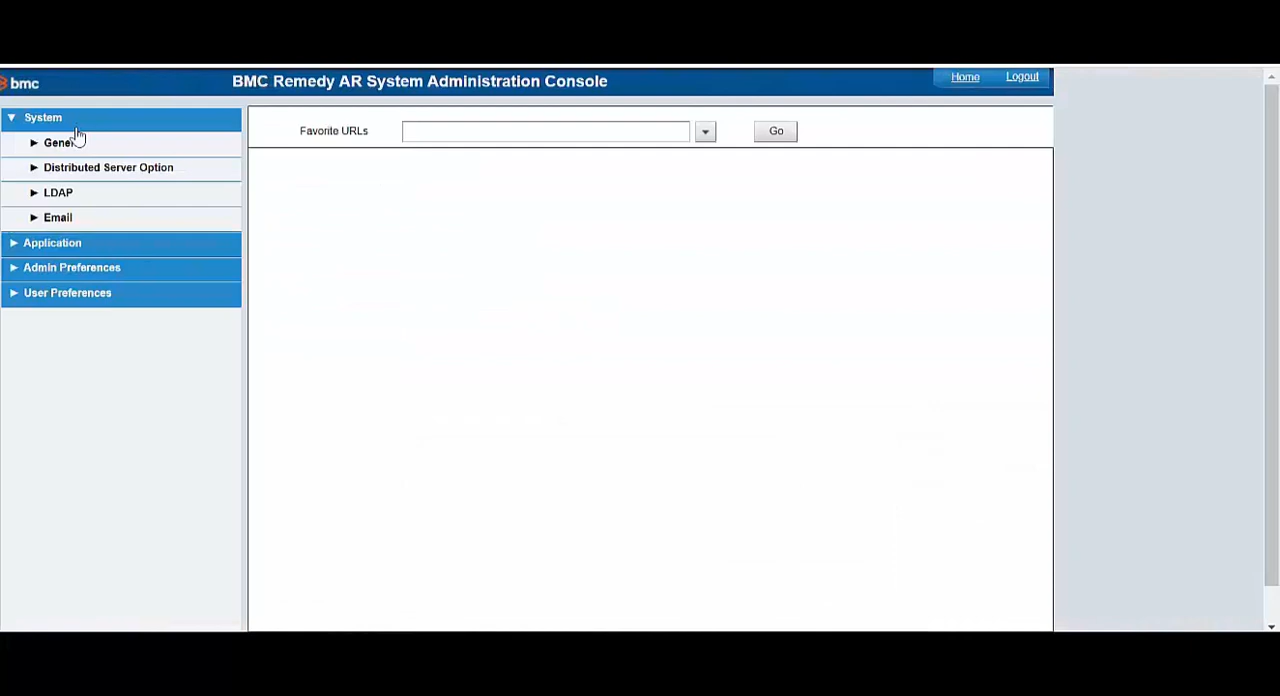 bmc
BMC Remedy AR System Administration Console
Home
Logout
System
Distributed Server Option
LDAP
Email
Application
Admin Preferences
User Preferences
Favorite URLs
Go